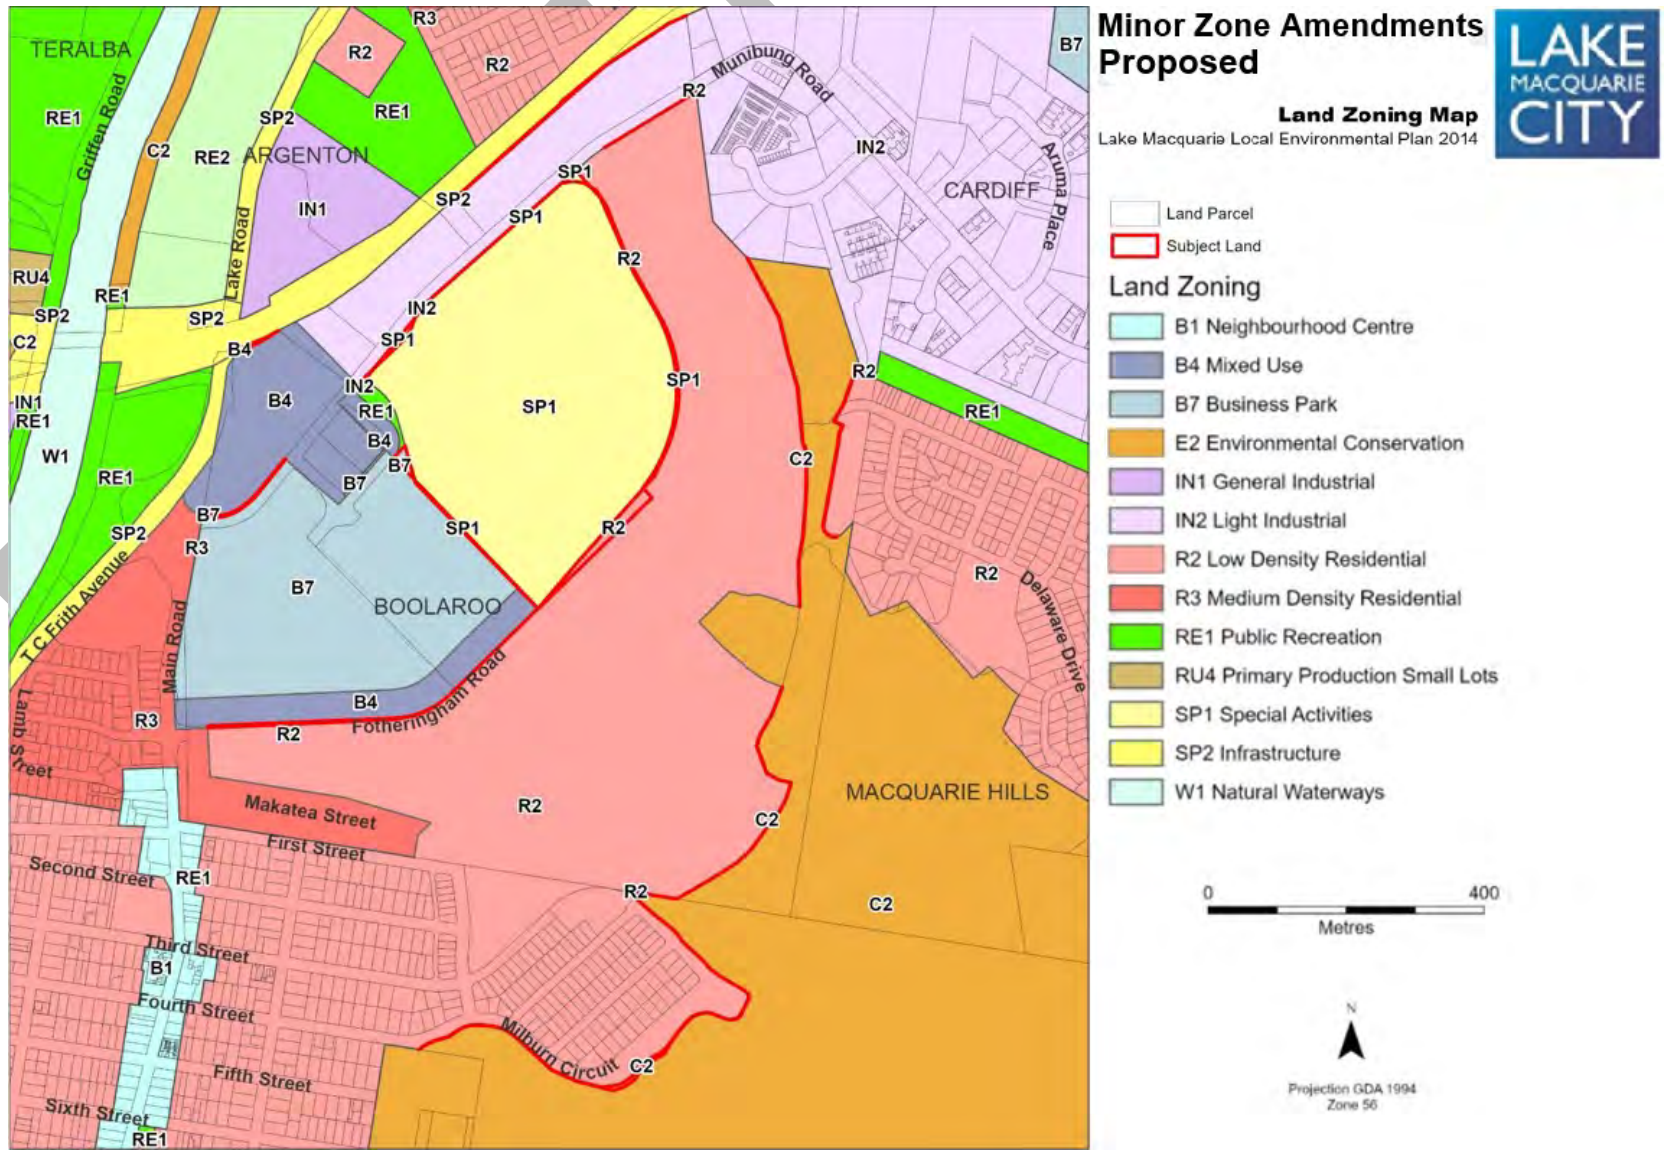 Minor Zone Amendments
Proposed
Land Zoning Map
Lake Macquarie Local Environmental Plan 2014
LAKE
MACQUARIE
CITY
Land Parcel
Subject Land
Land Zoning
B1 Neighbourhood Centre
B4 Mixed Use
B7 Business Park
E2 Environmental Conservation
IN1 General Industrial
IN2 Light Industrial
R2 Low Density Residential
R3 Medium Density Residential
RE1 Public Recreation
RU4 Primary Production Small Lots
SP1 Special Activities
SP2 Infrastructure
W1 Natural Waterways
0 400
Metres
N
Projection GDA 1994
Zone 56
R3
TERALBA
R2
R2
B7
Munibung Road
R2
RE1
Griffen Road
RE1
SP2
C2
RE2
ARGENTON
IN2
Aruma Place
SP1
CARDIFF
SP2
IN1
SP1
Lake Road
R2
RU4
RE1
IN2
SP2
SP2
C2
SP1
B4
R2
IN2
SP1
IN1
B4
RE1
SP1
RE1
RE1
B4
W1
B7
C2
RE1
B7
B7
SP1
R2
SP2
R3
T C Frith Avenue
R2
B7
BOOLAROO
Delaware Drive
Main Road
Fotheringham Road
B4
R3
R2
Lamb Street
MACQUARIE HILLS
R2
Makatea Street
C2
First Street
Second Street
RE1
R2
C2
Third Street
B1
Fourth Street
Milburn Circuit
C2
Fifth Street
Sixth Street
RE1